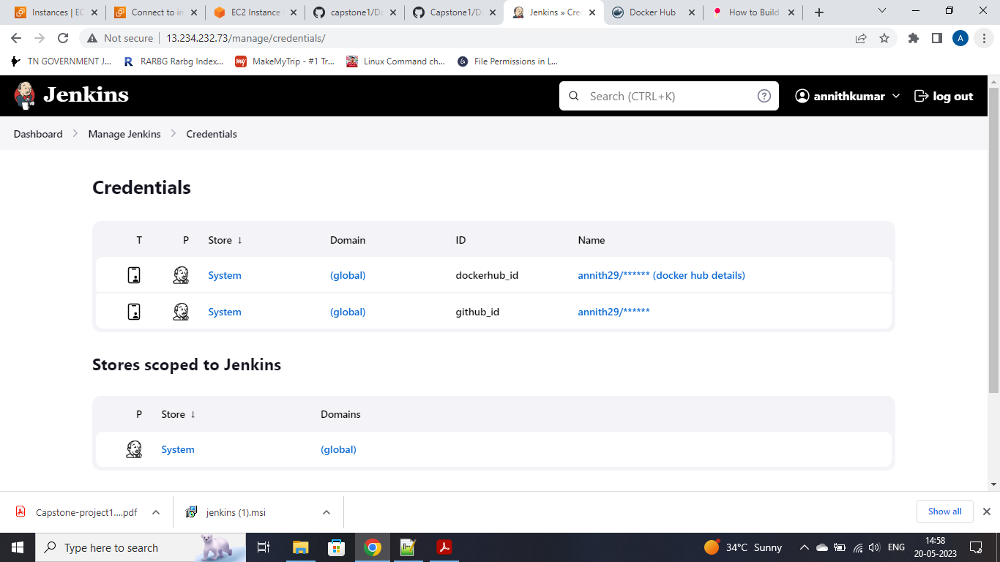 Instances | EC
Connect to in
EC2 Instance
capstone1/Do
Capstone1/Di
Jenkins » Cre
Docker Hub
How to Build
Not secure | 13.234.232.73/manage/credentials/
A
TN GOVERNMENT J...
RARBG Rarbg Index...
MakeMyTrip - #1 Tr...
Linux Command ch...
File Permissions in L...
Jenkins
Search (CTRL+K)
annithkumar
log out
Dashboard
Manage Jenkins
Credentials
Credentials
T P Store ↓ Domain ID Name
System (global) dockerhub_id annith29/****** (docker hub details)
System (global) github_id annith29/******
Stores scoped to Jenkins
P Store ↓ Domains
System (global)
Capstone-project1....pdf
jenkins (1).msi
Show all
Type here to search
34°C Sunny
ENG
14:58
20-05-2023